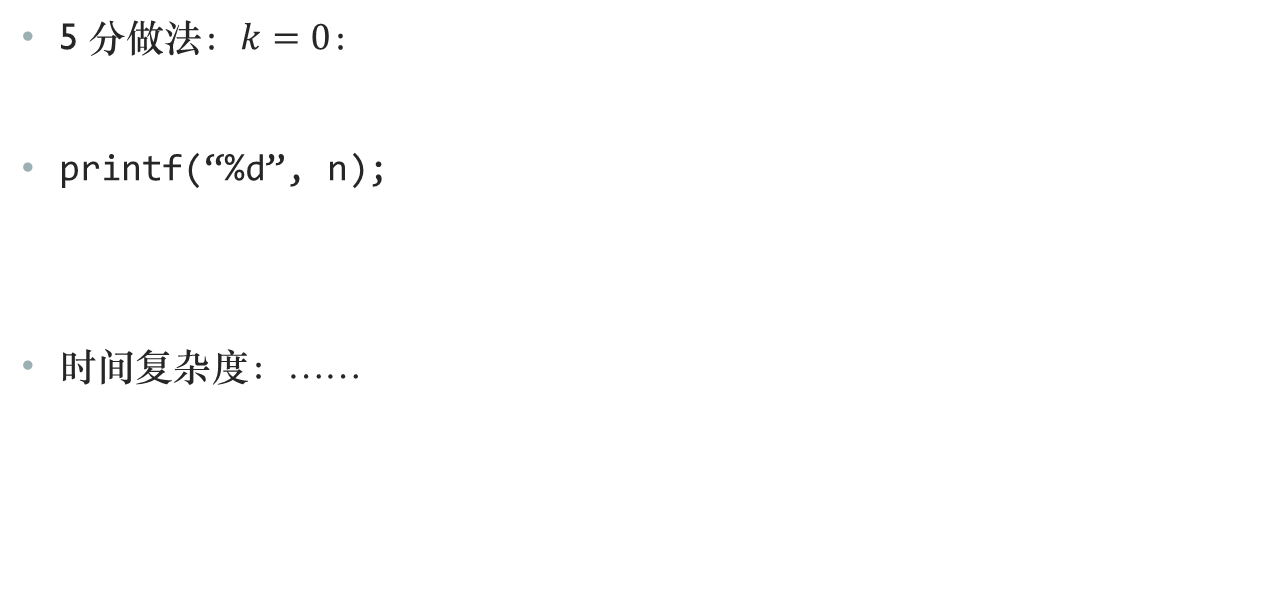 • 5 分做法：k = 0：
• printf(“%d”, n);
• 时间复杂度：……